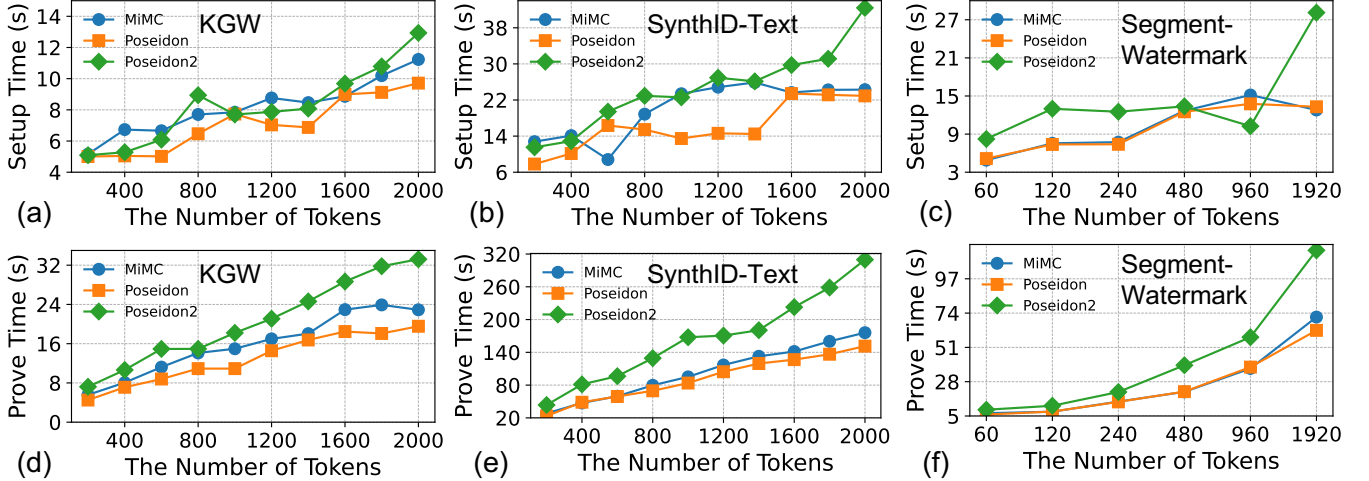 KGW
MiMC
Poseidon
Poseidon2
Setup Time (s)
14
12
10
8
6
4
400 800 1200 1600 2000
(a) The Number of Tokens
SynthID-Text
MiMC
Poseidon
Poseidon2
Setup Time (s)
38
30
22
14
6
400 800 1200 1600 2000
(b) The Number of Tokens
Segment-
Watermark
MiMC
Poseidon
Poseidon2
Setup Time (s)
27
21
15
9
3
60 120 240 480 960 1920
(c) The Number of Tokens
KGW
MiMC
Poseidon
Poseidon2
Prove Time (s)
32
24
16
8
0
400 800 1200 1600 2000
(d) The Number of Tokens
SynthID-Text
MiMC
Poseidon
Poseidon2
Prove Time (s)
320
260
200
140
80
20
400 800 1200 1600 2000
(e) The Number of Tokens
Segment-
Watermark
MiMC
Poseidon
Poseidon2
Prove Time (s)
97
74
51
28
5
60 120 240 480 960 1920
(f) The Number of Tokens